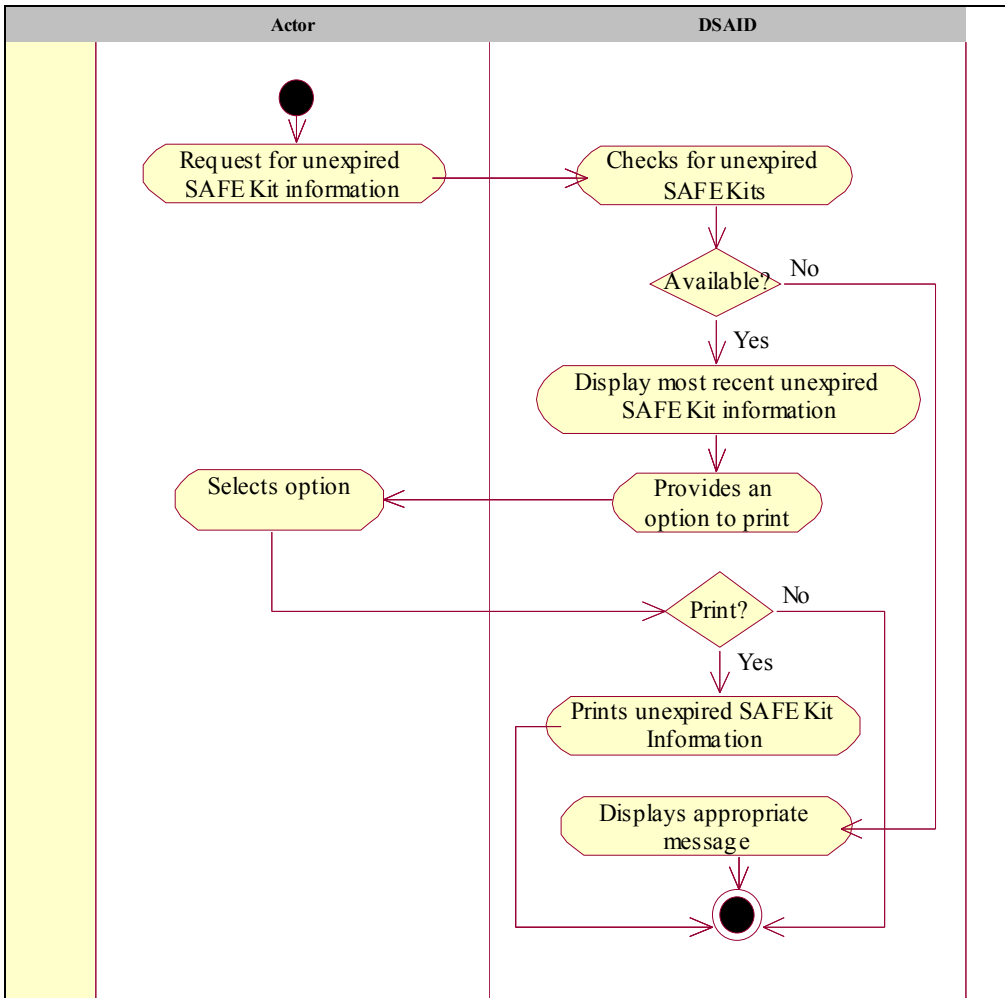 Actor
DSAID
Request for unexpired
SAFE Kit information
Checks for unexpired
SAFE Kits
Available?
No
Yes
Display most recent unexpired
SAFE Kit information
Selects option
Provides an
option to print
Print?
No
Yes
Prints unexpired SAFE Kit
Information
Displays appropriate
message